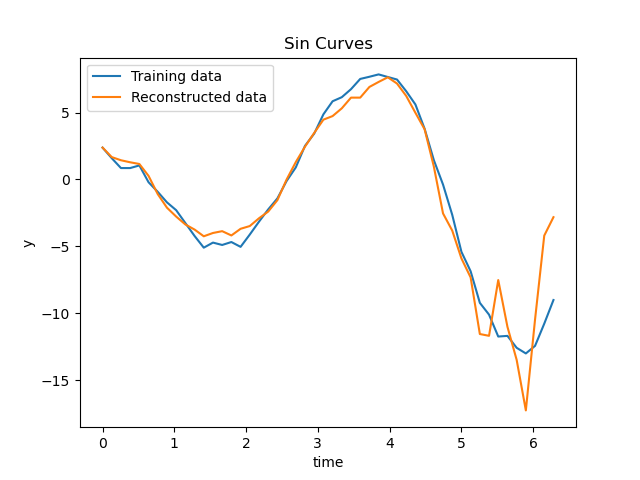 Sin Curves
Training data
Reconstructed data
5
0
−5
−10
−15
y
0 1 2 3 4 5 6
time